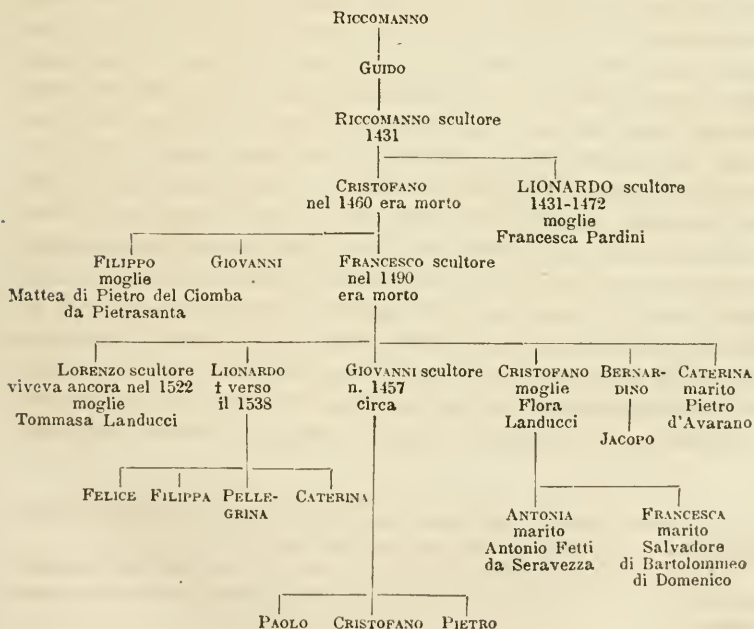 RICCOMANNO
GUIDO
RICCOMANNO scultore
1431
CRISTOFANO
nel 1460 era morto
LIONARDO scultore
1431-1472
moglie
Francesca Pardini
FILIPPO
moglie
Mattea di Pietro del Ciomba
da Pietrasanta
GIOVANNI
FRANCESCO scultore
nel 1490
era morto
LORENZO scultore
viveva ancora nel 1522
moglie
Tommasa Landucci
LIONARDO
† verso
il 1538
GIOVANNI scultore
n. 1457
circa
CRISTOFANO
moglie
Flora
Landucci
BERNAR-
DINO
JACOPO
CATERINA
marito
Pietro
d'Avarano
FELICE
FILIPPA
PELLE-
GRINA
CATERINA
ANTONIA
marito
Antonio Fetti
da Seravezza
FRANCESCA
marito
Salvadore
di Bartolommeo
di Domenico
PAOLO
CRISTOFANO
PIETRO